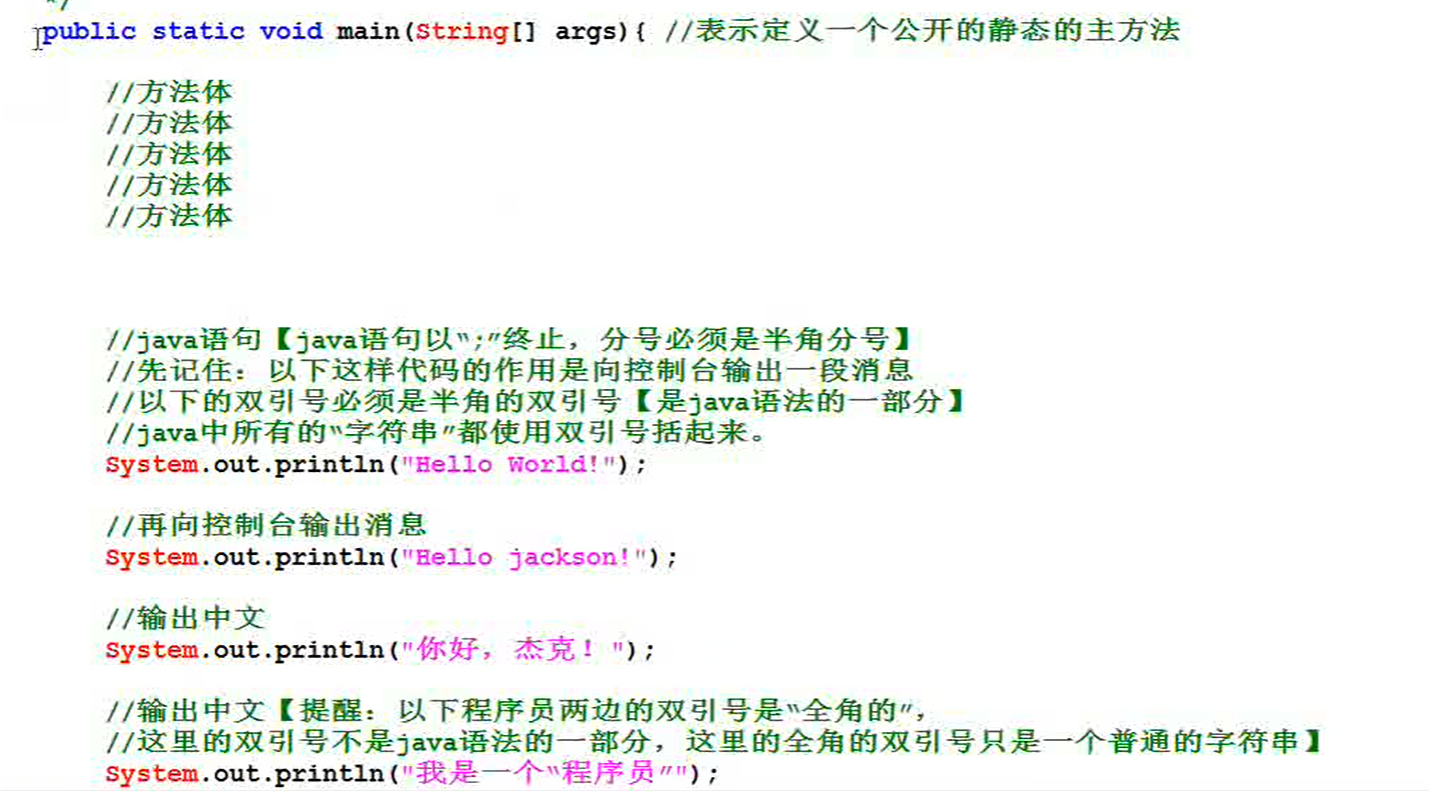 */
public static void main(String[] args){ //表示定义一个公开的静态的主方法
//方法体
//方法体
//方法体
//方法体
//方法体
//java语句【java语句以“;”终止，分号必须是半角分号】
//先记住：以下这样代码的作用是向控制台输出一段消息
//以下的双引号必须是半角的双引号【是java语法的一部分】
//java中所有的“字符串”都使用双引号括起来。
System.out.println("Hello World!");
//再向控制台输出消息
System.out.println("Hello jackson!");
//输出中文
System.out.println("你好，杰克！");
//输出中文【提醒：以下程序员两边的双引号是“全角的”，
//这里的双引号不是java语法的一部分，这里的全角的双引号只是一个普通的字符串】
System.out.println("我是一个“程序员”");